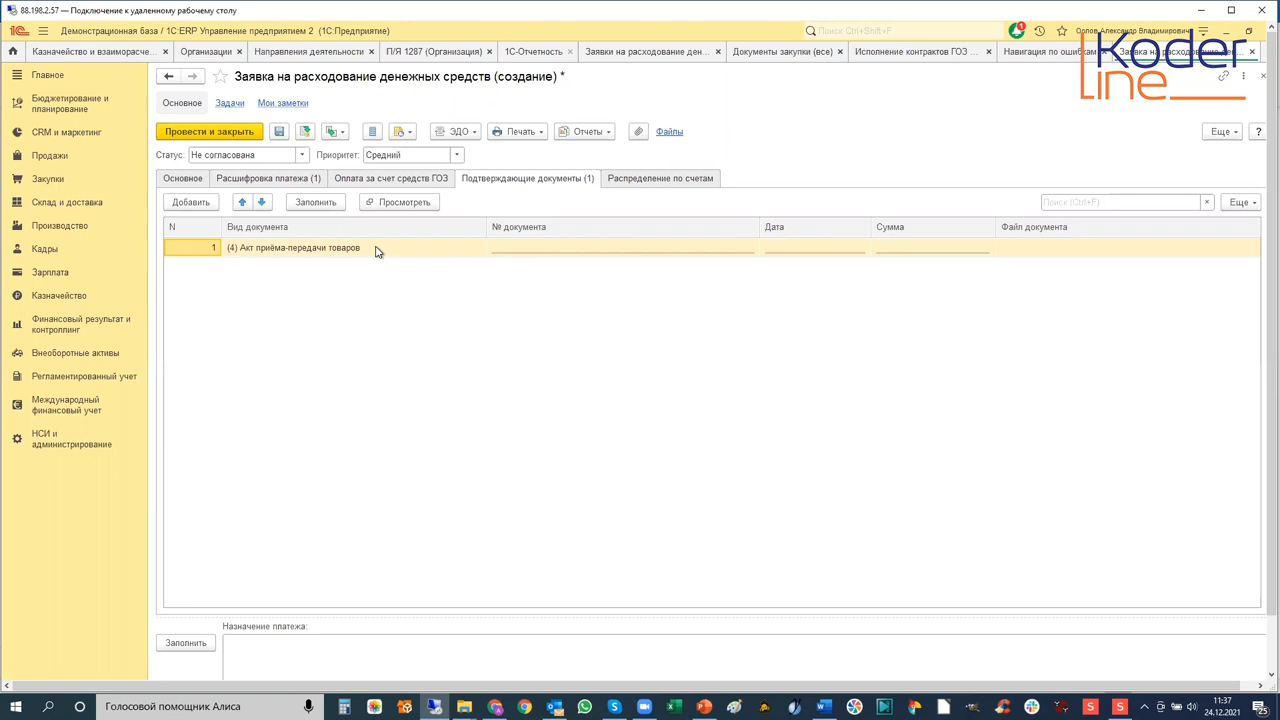 88.198.2.57 — Подключение к удаленному рабочему столу
Демонстрационная база / 1С:ERP Управление предприятием 2 (1С:Предприятие)
Поиск Ctrl+Shift+F
Орлов Александр Владимирович
Казначейство и взаиморасче...
Организации
Направления деятельности
П/Я 1287 (Организация)
1С-Отчетность
Заявки на расходование ден...
Документы закупки (все)
Исполнение контрактов ГОЗ ...
Навигация по ошибкам
Заявка на расходование ден...
Koder
line
Главное
Бюджетирование и
планирование
CRM и маркетинг
Продажи
Закупки
Склад и доставка
Производство
Кадры
Зарплата
Казначейство
Финансовый результат и
контроллинг
Внеоборотные активы
Регламентированный учет
Международный
финансовый учет
НСИ и
администрирование
Заявка на расходование денежных средств (создание) *
Основное Задачи Мои заметки
Провести и закрыть ЭДО Печать Отчеты Файлы Еще ?
Статус: Не согласована Приоритет: Средний
Основное Расшифровка платежа (1) Оплата за счет средств ГОЗ Подтверждающие документы (1) Распределение по счетам
Добавить Заполнить Просмотреть Поиск (Ctrl+F) × Еще
N Вид документа № документа Дата Сумма Файл документа
1 (4) Акт приёма-передачи товаров
Назначение платежа:
Заполнить
Голосовой помощник Алиса
11:37
24.12.2021